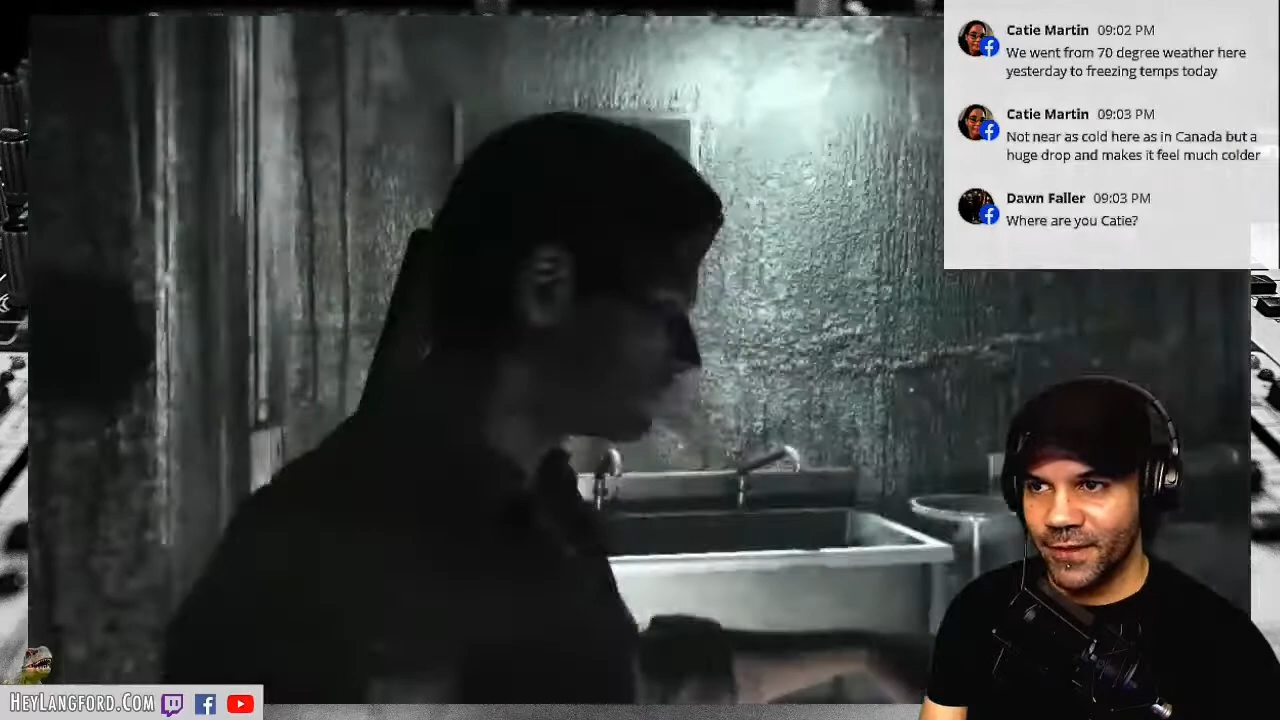 Catie Martin 09:02 PM
We went from 70 degree weather here
yesterday to freezing temps today
Catie Martin 09:03 PM
Not near as cold here as in Canada but a
huge drop and makes it feel much colder
Dawn Faller 09:03 PM
Where are you Catie?
HeyLangford.Com